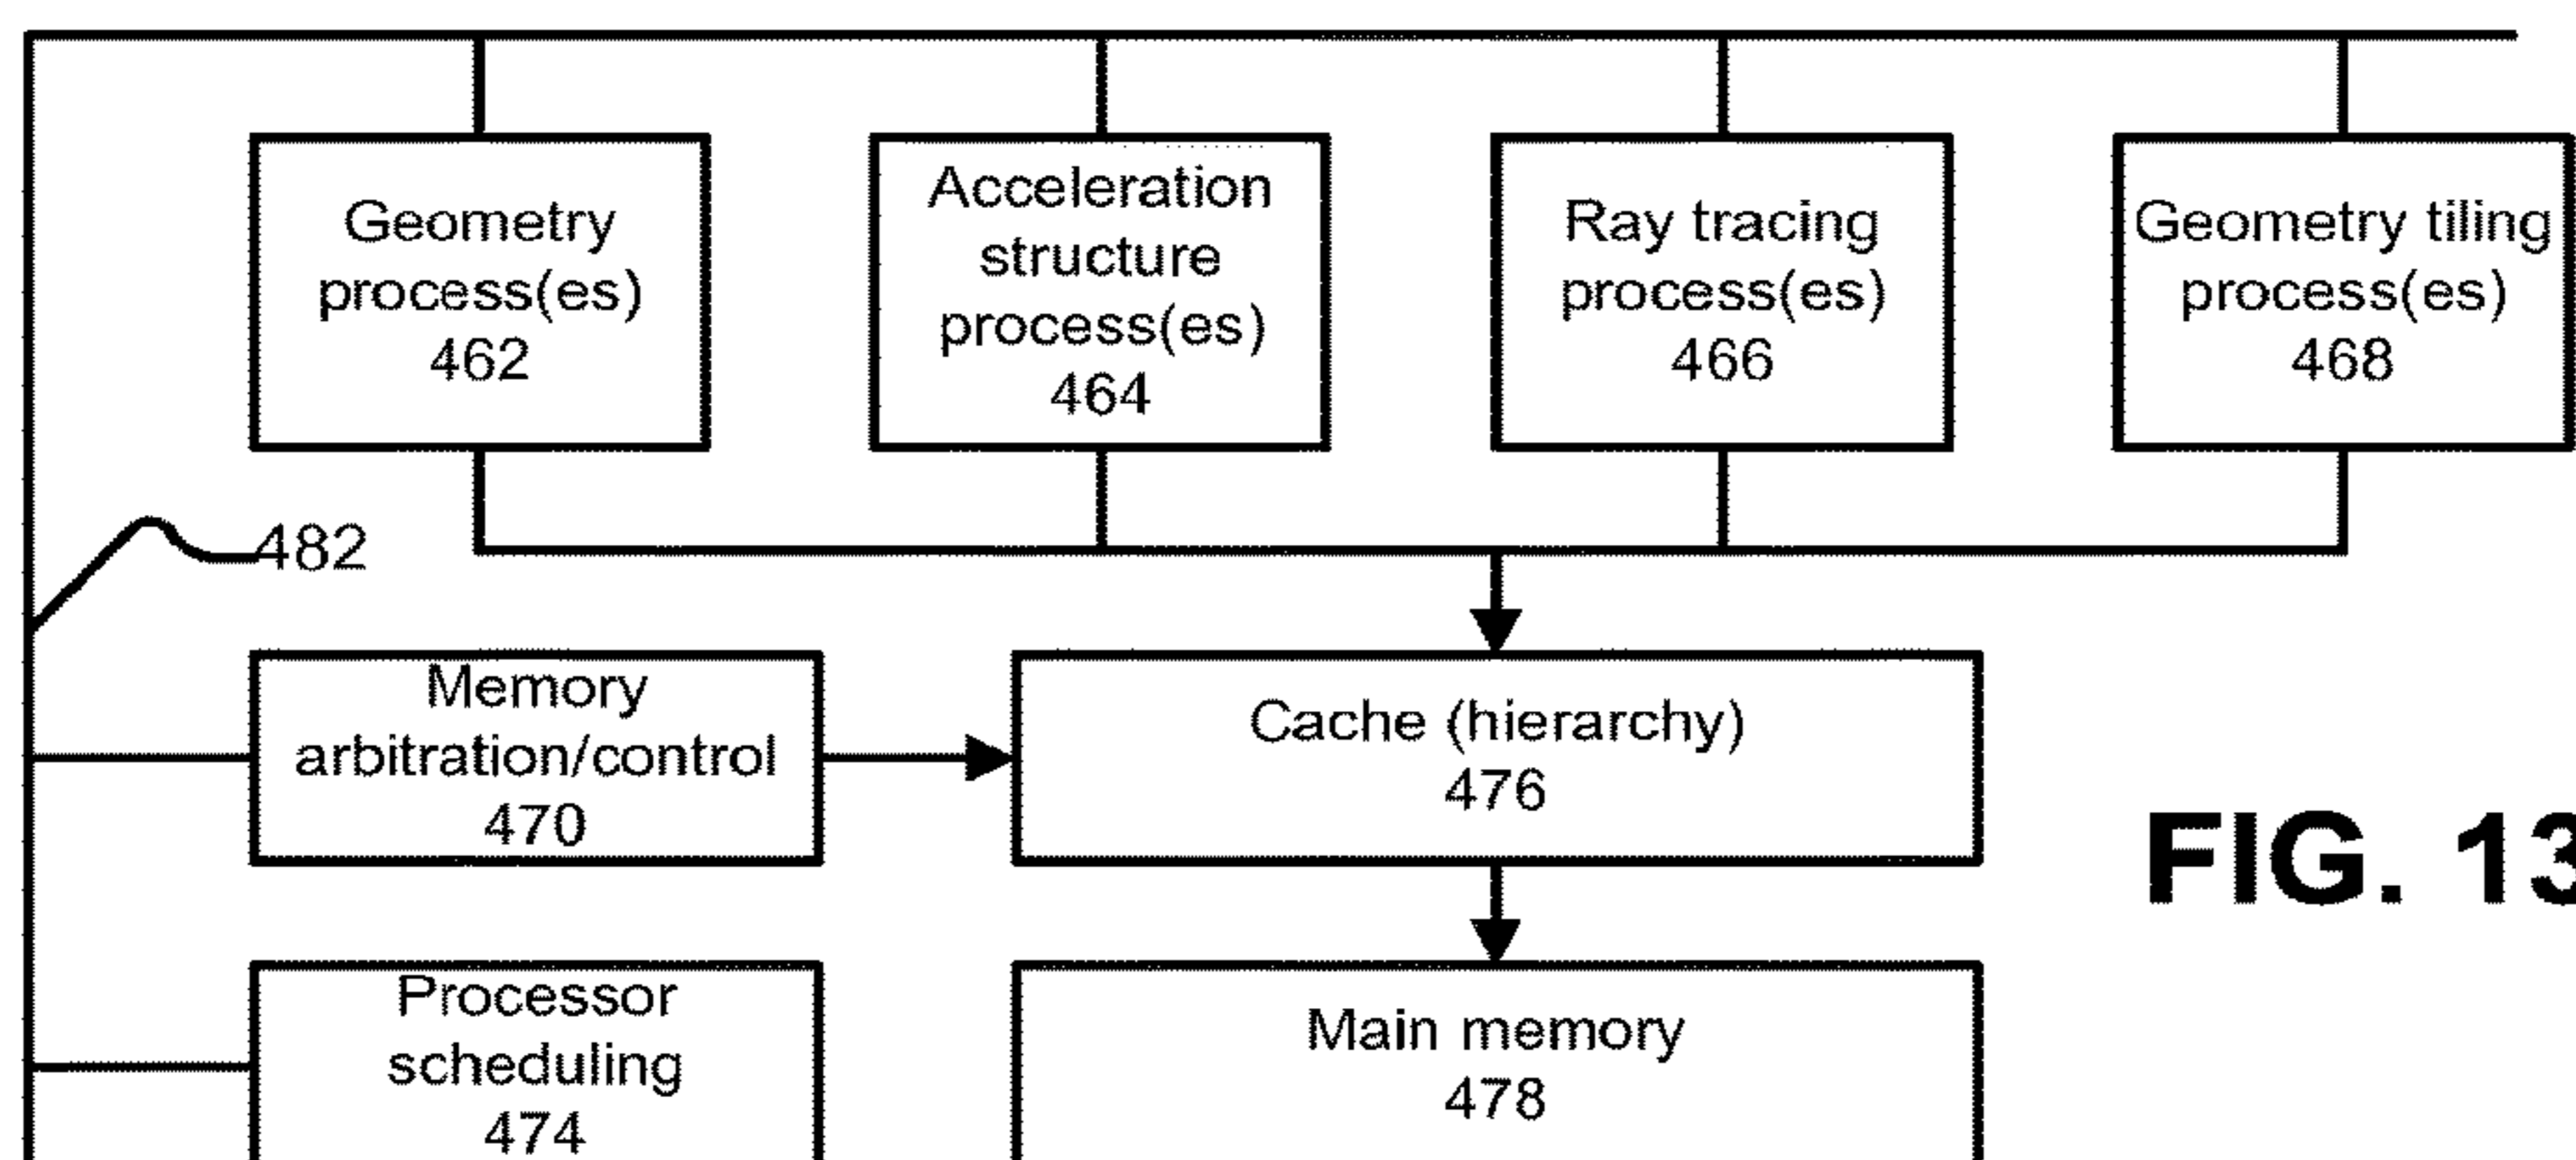 Geometry
process(es)
462
Acceleration
structure
process(es)
464
Ray tracing
process(es)
466
Geometry tiling
process(es)
468
482
Memory
arbitration/control
470
Cache (hierarchy)
476
FIG. 13
Processor
scheduling
474
Main memory
478